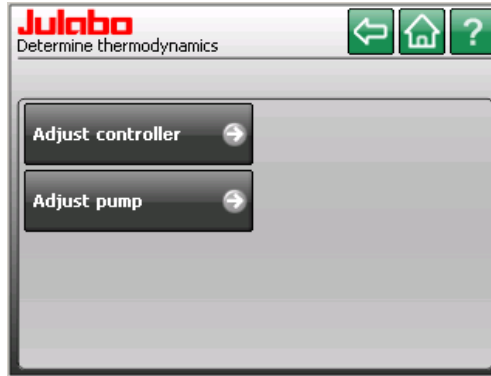 Julabo
Determine thermodynamics
?
Adjust controller
Adjust pump